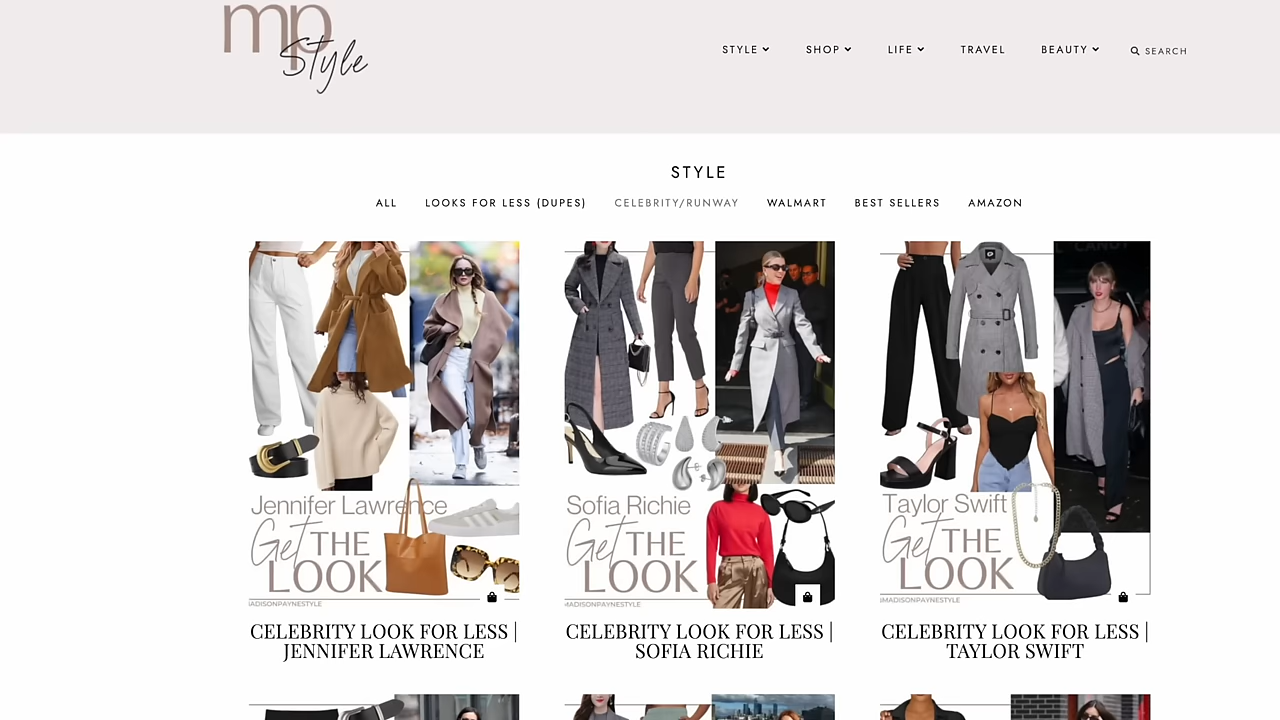 mp
Style
STYLE SHOP LIFE TRAVEL BEAUTY SEARCH
STYLE
ALL LOOKS FOR LESS (DUPES) CELEBRITY/RUNWAY WALMART BEST SELLERS AMAZON
Jennifer Lawrence
Get THE
LOOK
MADISONPAYNESTYLE
CELEBRITY LOOK FOR LESS |
JENNIFER LAWRENCE
Sofia Richie
Get THE
LOOK
MADISONPAYNESTYLE
CELEBRITY LOOK FOR LESS |
SOFIA RICHIE
CANDY
Taylor Swift
Get THE
LOOK
MADISONPAYNESTYLE
CELEBRITY LOOK FOR LESS |
TAYLOR SWIFT